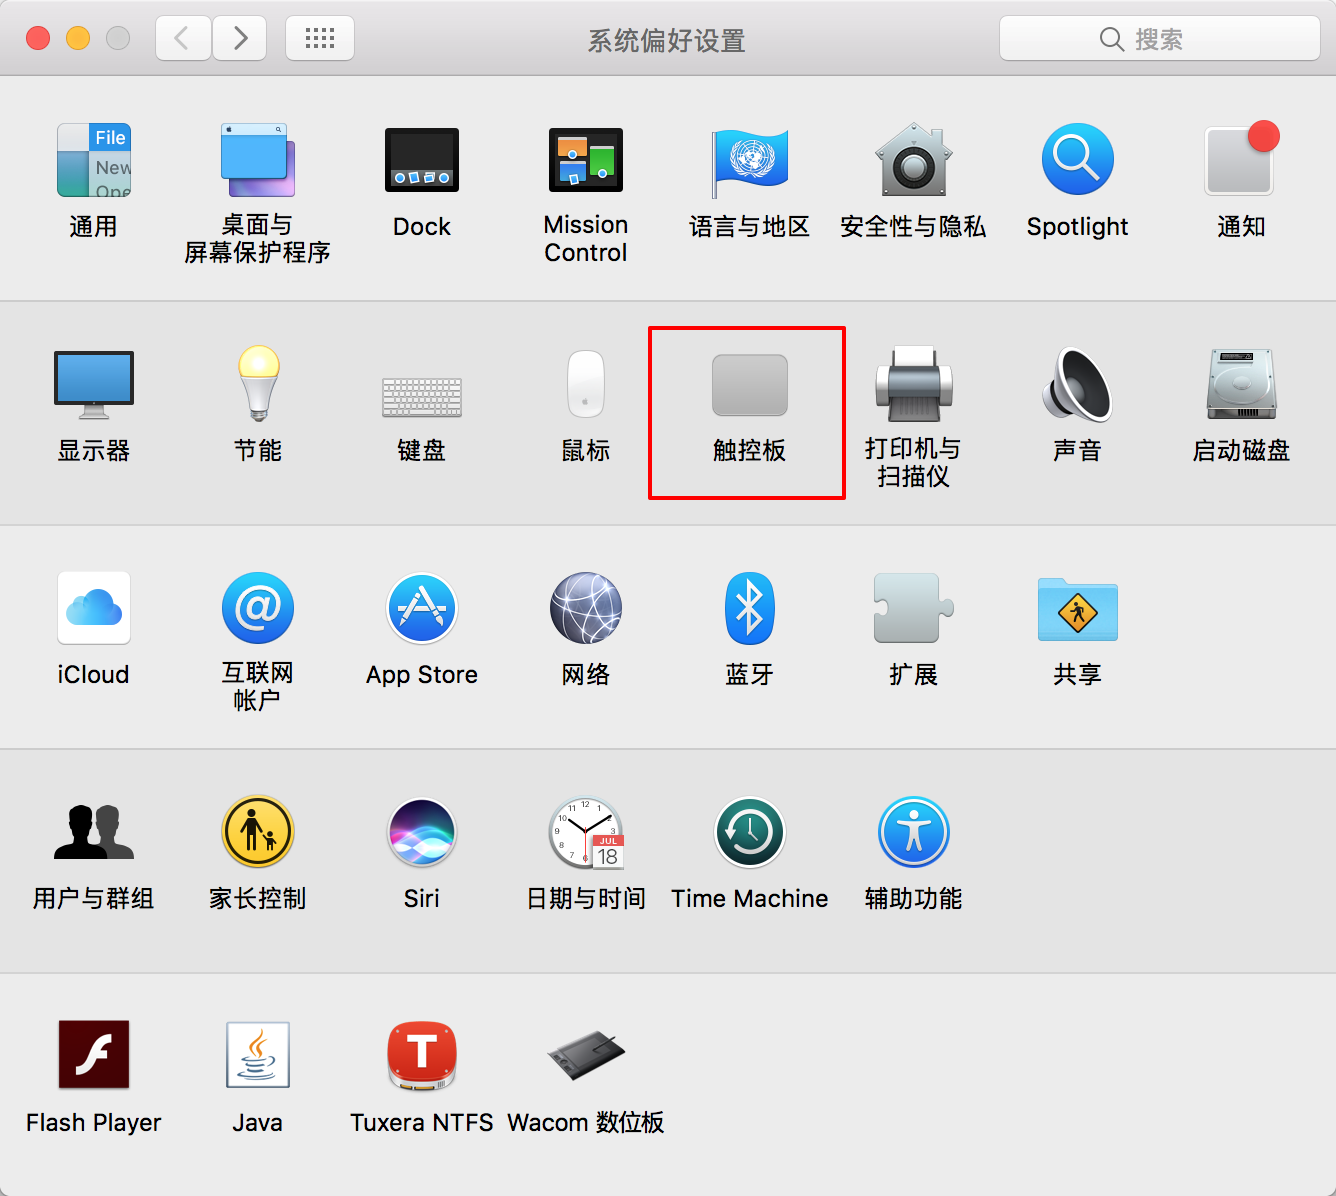 系统偏好设置
搜索
File
New
Ope
通用
桌面与
屏幕保护程序
Dock
Mission
Control
语言与地区
安全性与隐私
Spotlight
通知
显示器
节能
键盘
鼠标
触控板
打印机与
扫描仪
声音
启动磁盘
iCloud
互联网
帐户
App Store
网络
蓝牙
扩展
共享
用户与群组
家长控制
Siri
JUL
18
日期与时间
Time Machine
辅助功能
Flash Player
Java
T
Tuxera NTFS
Wacom 数位板